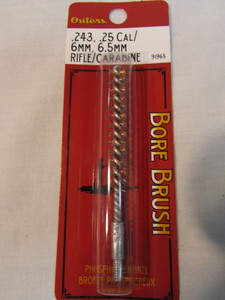 Outers
.243, .25 CAL/
6MM, 6.5MM
RIFLE/CARABINE
BORE BRUSH